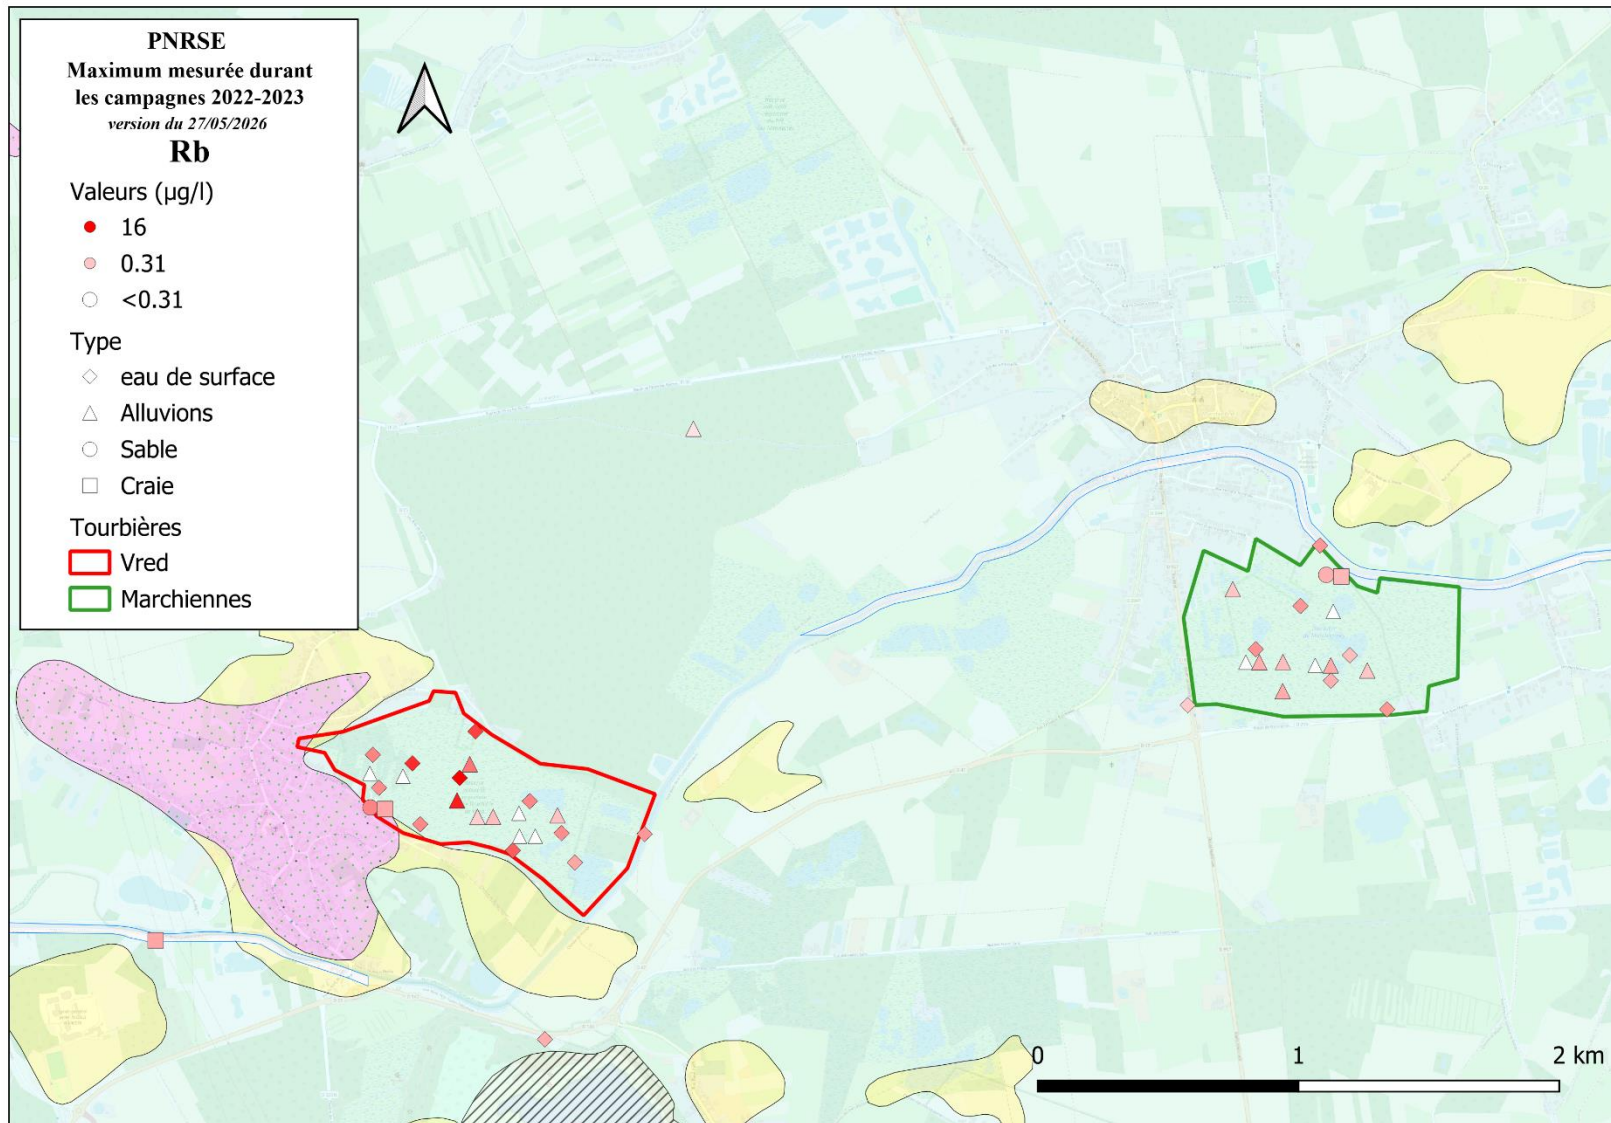 PNRSE
Maximum mesurée durant
les campagnes 2022-2023
version du 27/05/2026
Rb
Valeurs (µg/l)
16
0.31
<0.31
Type
eau de surface
Alluvions
Sable
Craie
Tourbières
Vred
Marchiennes
0 1 2 km